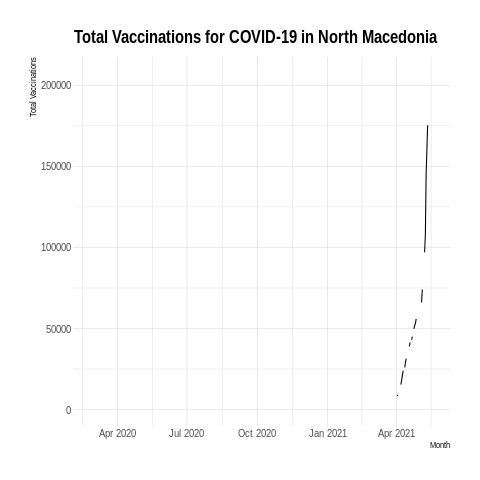 Total Vaccinations for COVID-19 in North Macedonia
Total Vaccinations
200000
150000
100000
50000
0
Apr 2020 Jul 2020 Oct 2020 Jan 2021 Apr 2021
Month